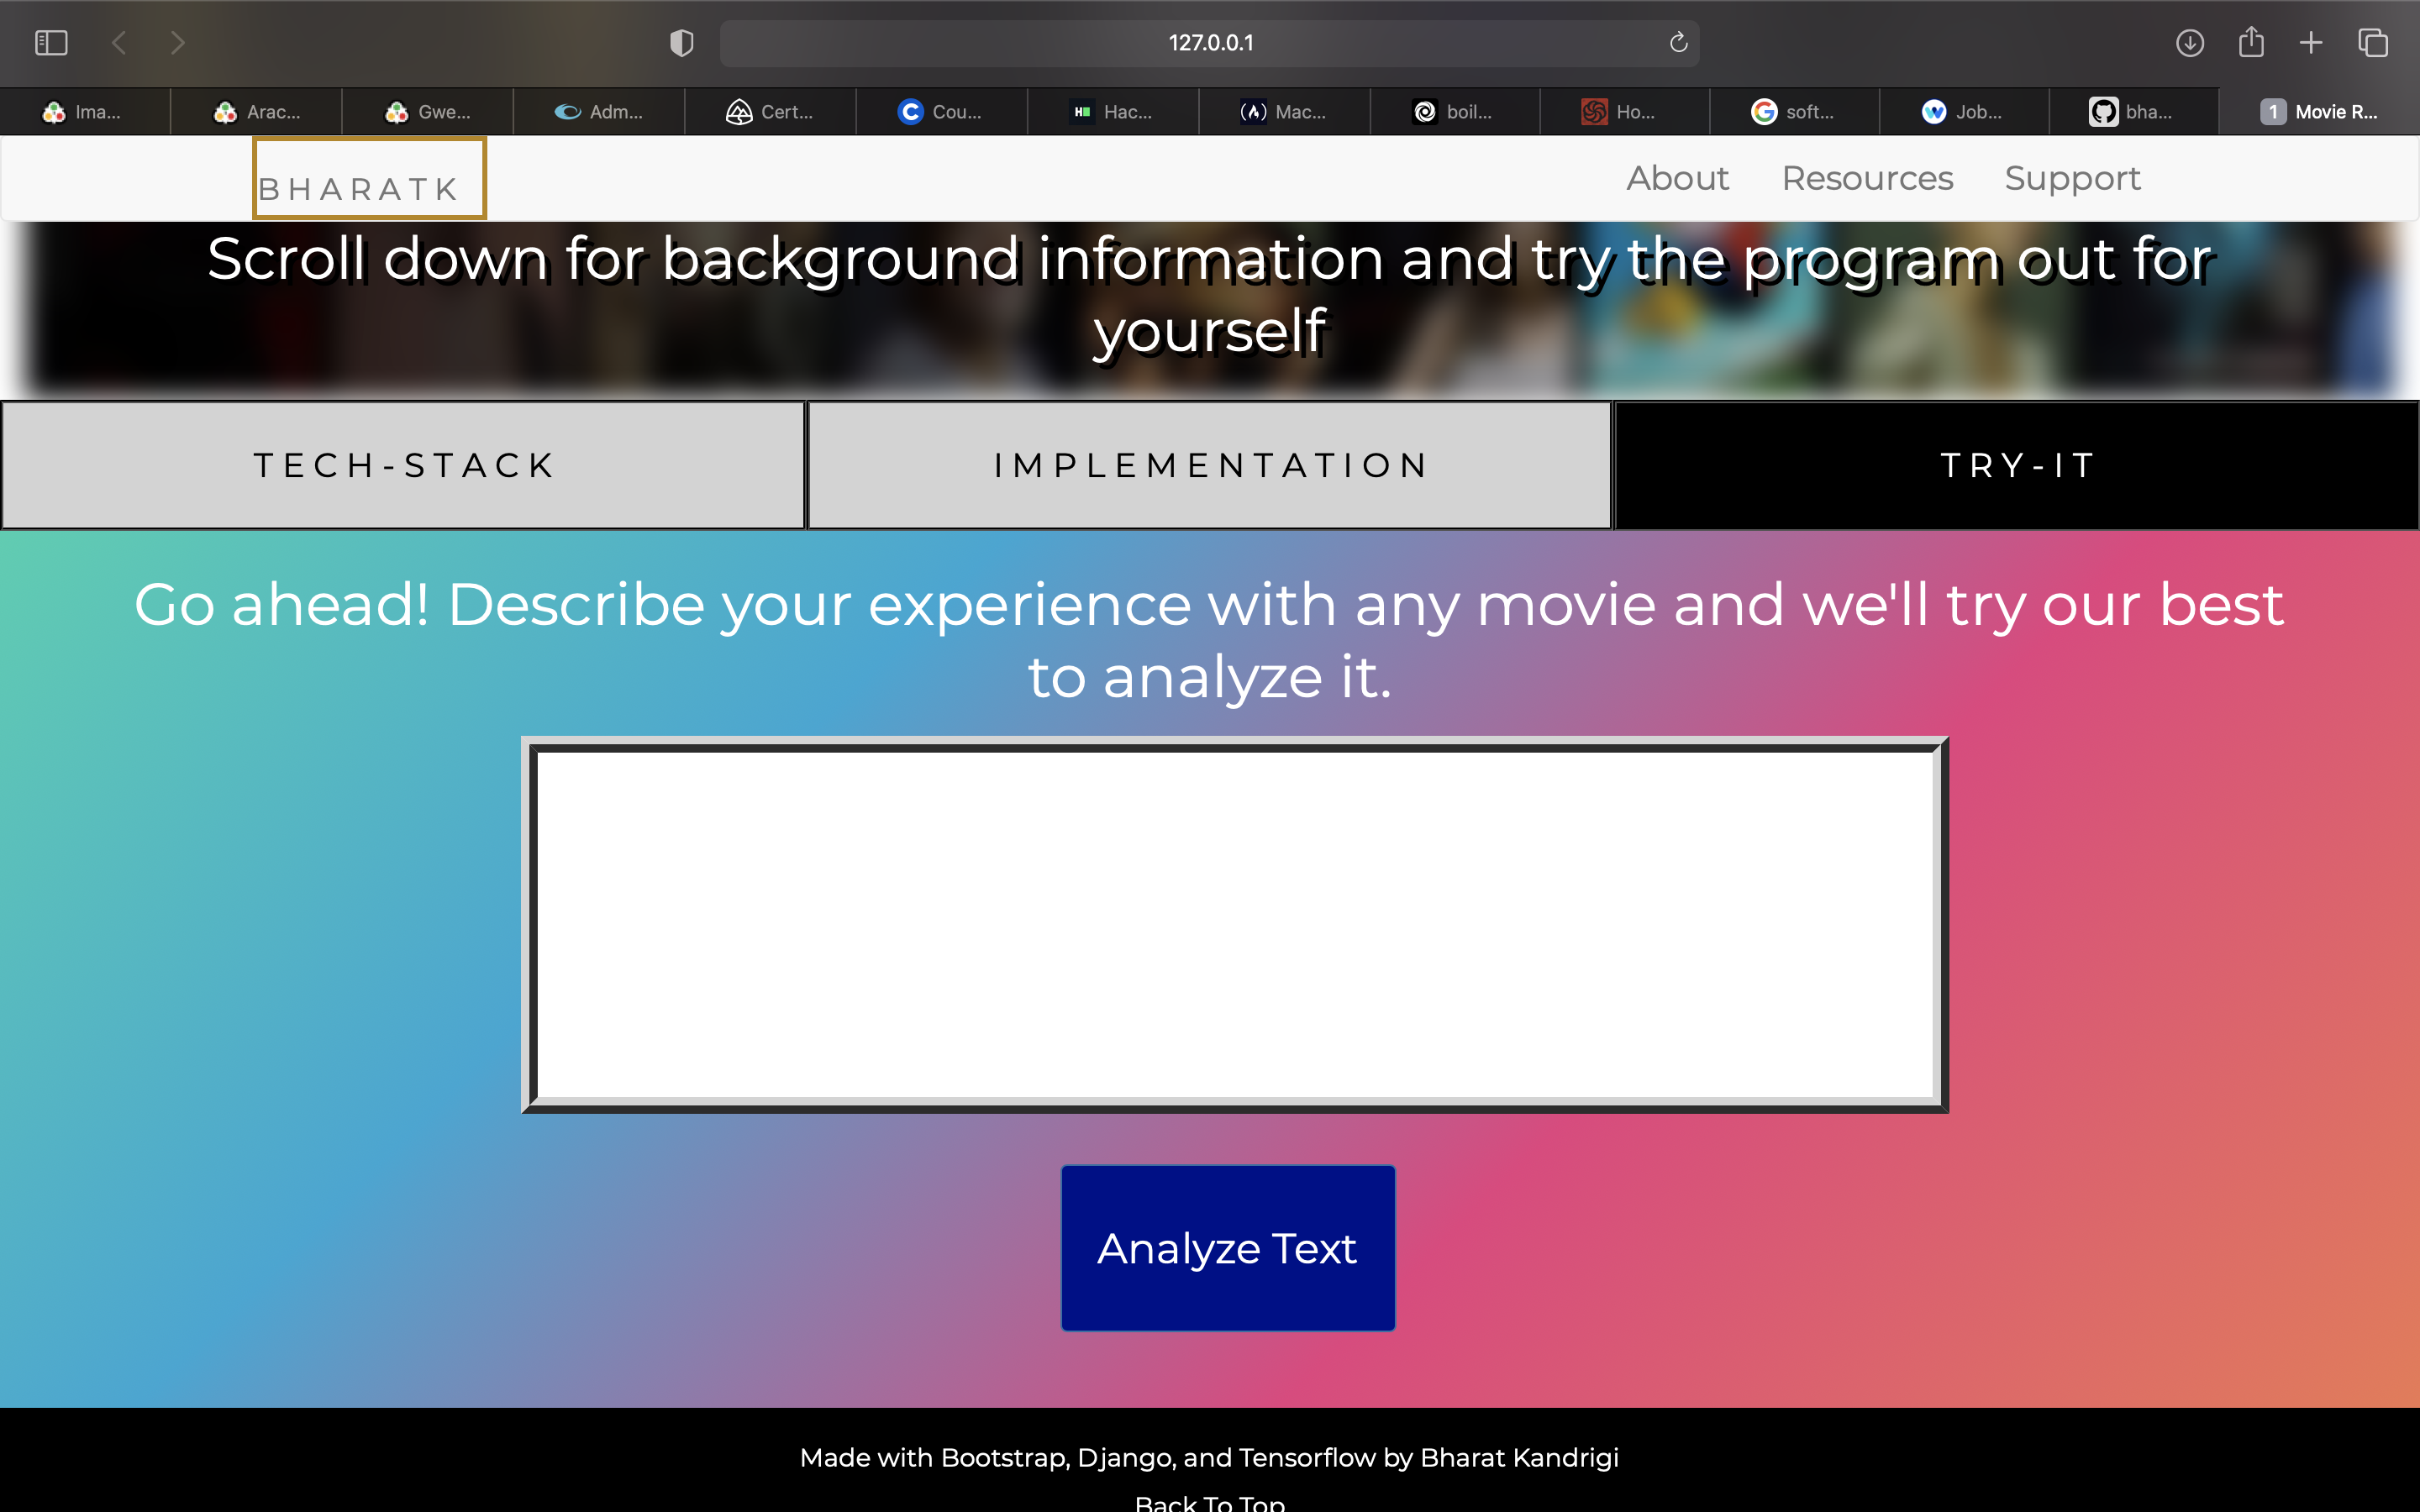 127.0.0.1
Ima...
Arac...
Gwe...
Adm...
Cert...
Cou...
Hac...
Mac...
boil...
Ho...
soft...
Job...
bha...
1 Movie R...
BHARATK
About
Resources
Support
Scroll down for background information and try the program out for
yourself
TECH-STACK
IMPLEMENTATION
TRY-IT
Go ahead! Describe your experience with any movie and we'll try our best
to analyze it.
Analyze Text
Made with Bootstrap, Django, and Tensorflow by Bharat Kandrigi
Back To Top